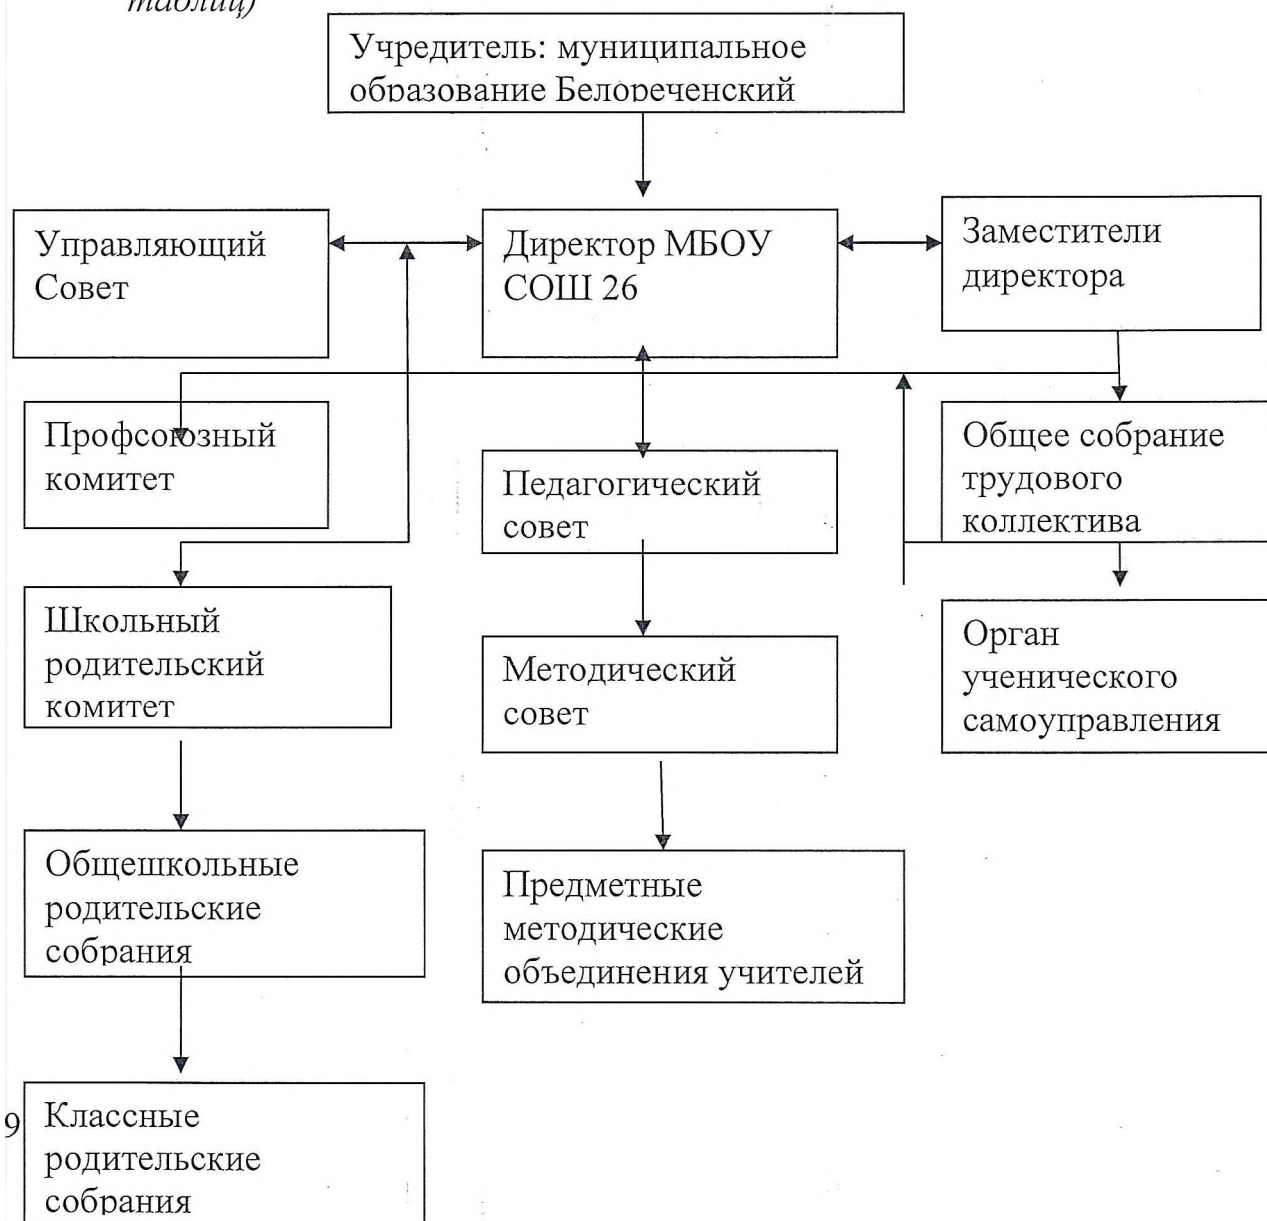 таблиц)
Учредитель: муниципальное
образование Белореченский
Управляющий
Совет
Директор МБОУ
СОШ 26
Заместители
директора
Профсоюзный
комитет
Педагогический
совет
Общее собрание
трудового
коллектива
Школьный
родительский
комитет
Методический
совет
Орган
ученического
самоуправления
Общешкольные
родительские
собрания
Предметные
методические
объединения учителей
9
Классные
родительские
собрания